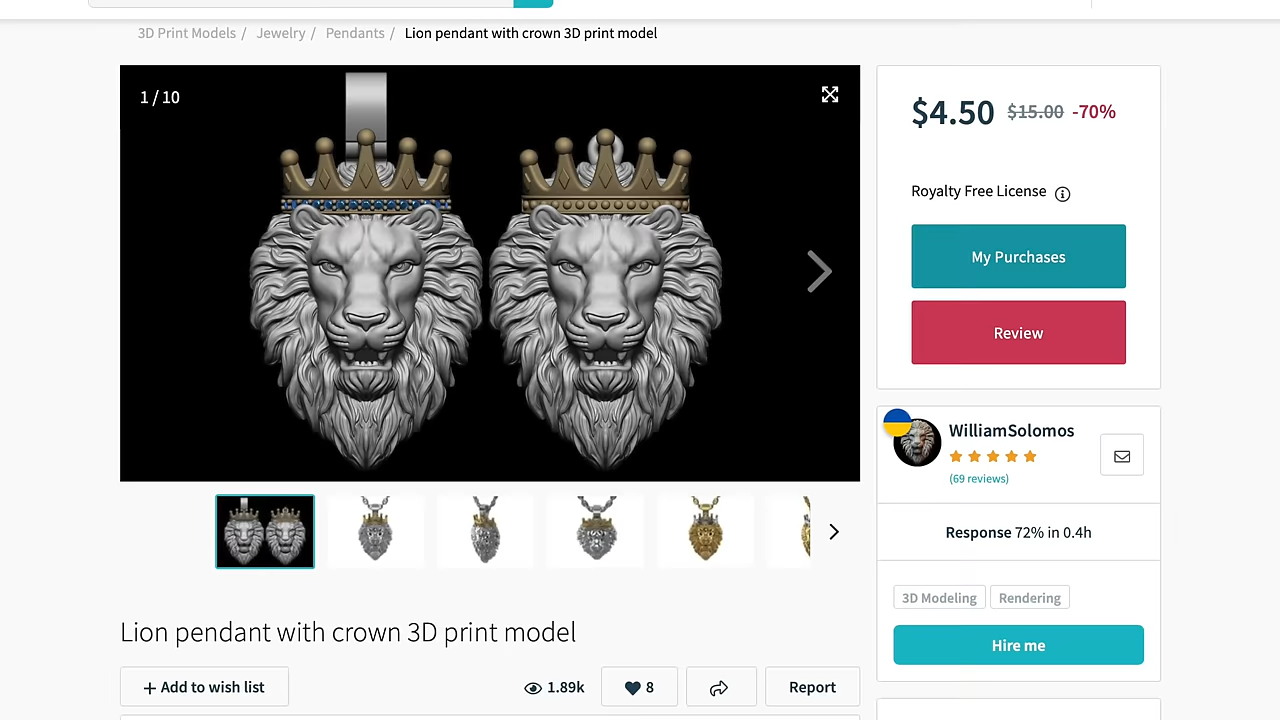 3D Print Models / Jewelry / Pendants / Lion pendant with crown 3D print model
1 / 10
$4.50 $15.00 -70%
Royalty Free License
My Purchases
Review
WilliamSolomos
(69 reviews)
Response 72% in 0.4h
3D Modeling Rendering
Hire me
Lion pendant with crown 3D print model
+ Add to wish list 1.89k 8 Report